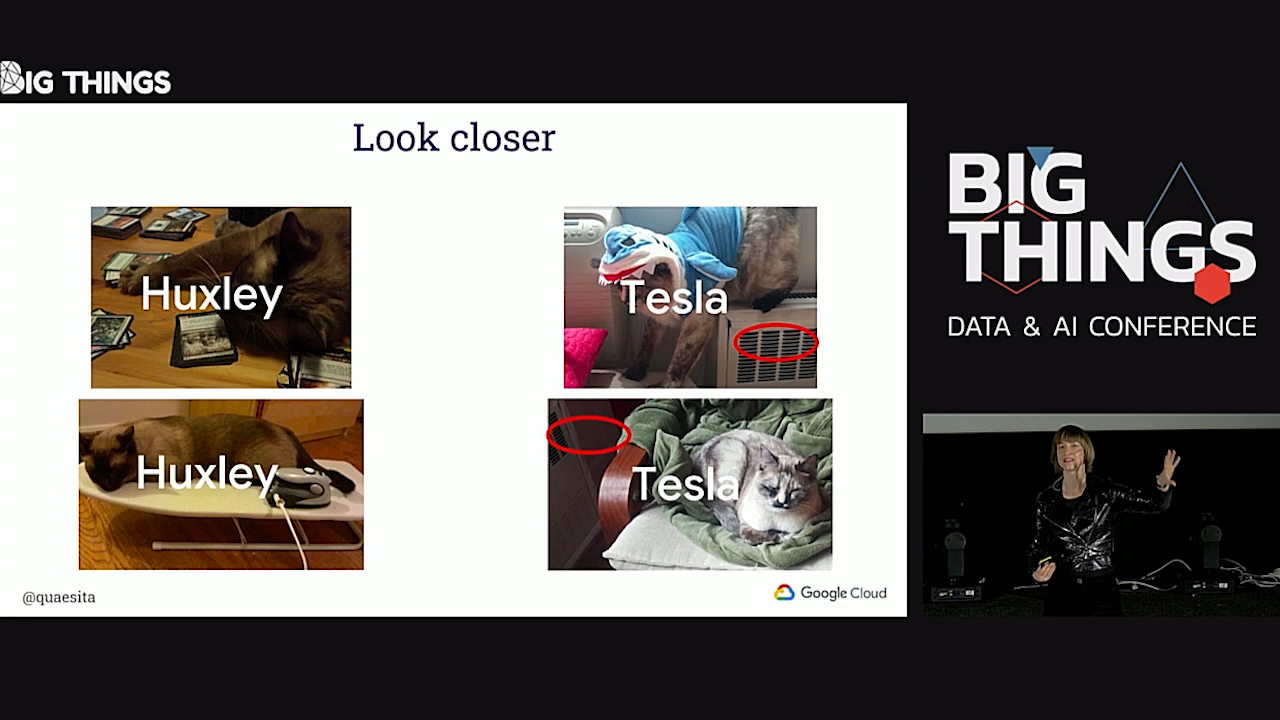 BIG THINGS
Look closer
Huxley
Tesla
Huxley
Tesla
@quaesita
Google Cloud
BIG
THINGS
DATA & AI CONFERENCE